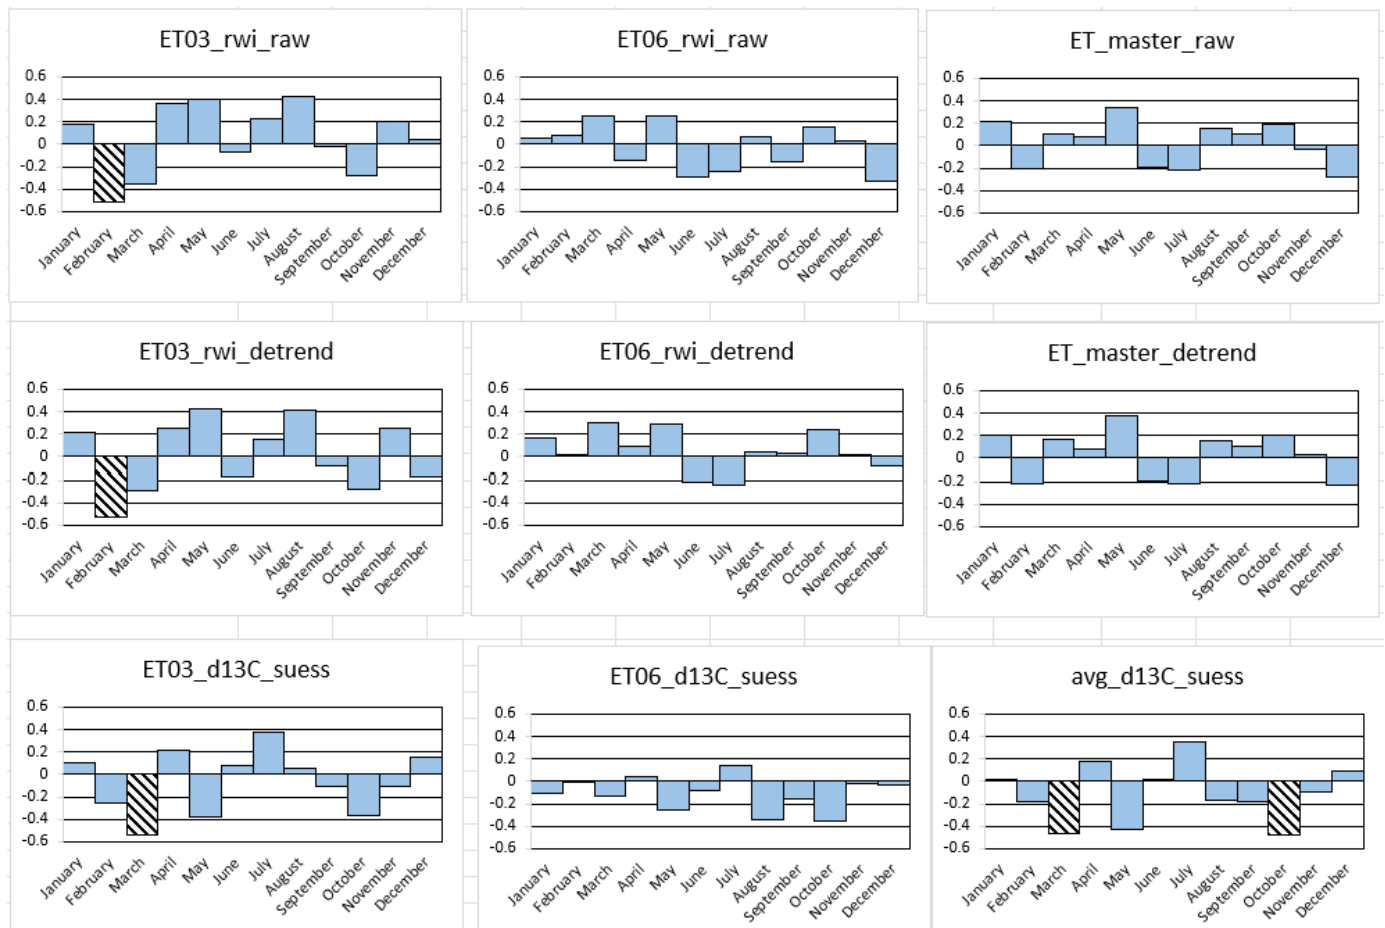 ET03_rwi_raw
0.6
0.4
0.2
0
-0.2
-0.4
-0.6
January
February
March
April
May
June
July
August
September
October
November
December
ET06_rwi_raw
0.6
0.4
0.2
0
-0.2
-0.4
-0.6
January
February
March
April
May
June
July
August
September
October
November
December
ET_master_raw
0.6
0.4
0.2
0
-0.2
-0.4
-0.6
January
February
March
April
May
June
July
August
September
October
November
December
ET03_rwi_detrend
0.6
0.4
0.2
0
-0.2
-0.4
-0.6
January
February
March
April
May
June
July
August
September
October
November
December
ET06_rwi_detrend
0.6
0.4
0.2
0
-0.2
-0.4
-0.6
January
February
March
April
May
June
July
August
September
October
November
December
ET_master_detrend
0.6
0.4
0.2
0
-0.2
-0.4
-0.6
January
February
March
April
May
June
July
August
September
October
November
December
ET03_d13C_suess
0.6
0.4
0.2
0
-0.2
-0.4
-0.6
January
February
March
April
May
June
July
August
September
October
November
December
ET06_d13C_suess
0.6
0.4
0.2
0
-0.2
-0.4
-0.6
January
February
March
April
May
June
July
August
September
October
November
December
avg_d13C_suess
0.6
0.4
0.2
0
-0.2
-0.4
-0.6
January
February
March
April
May
June
July
August
September
October
November
December